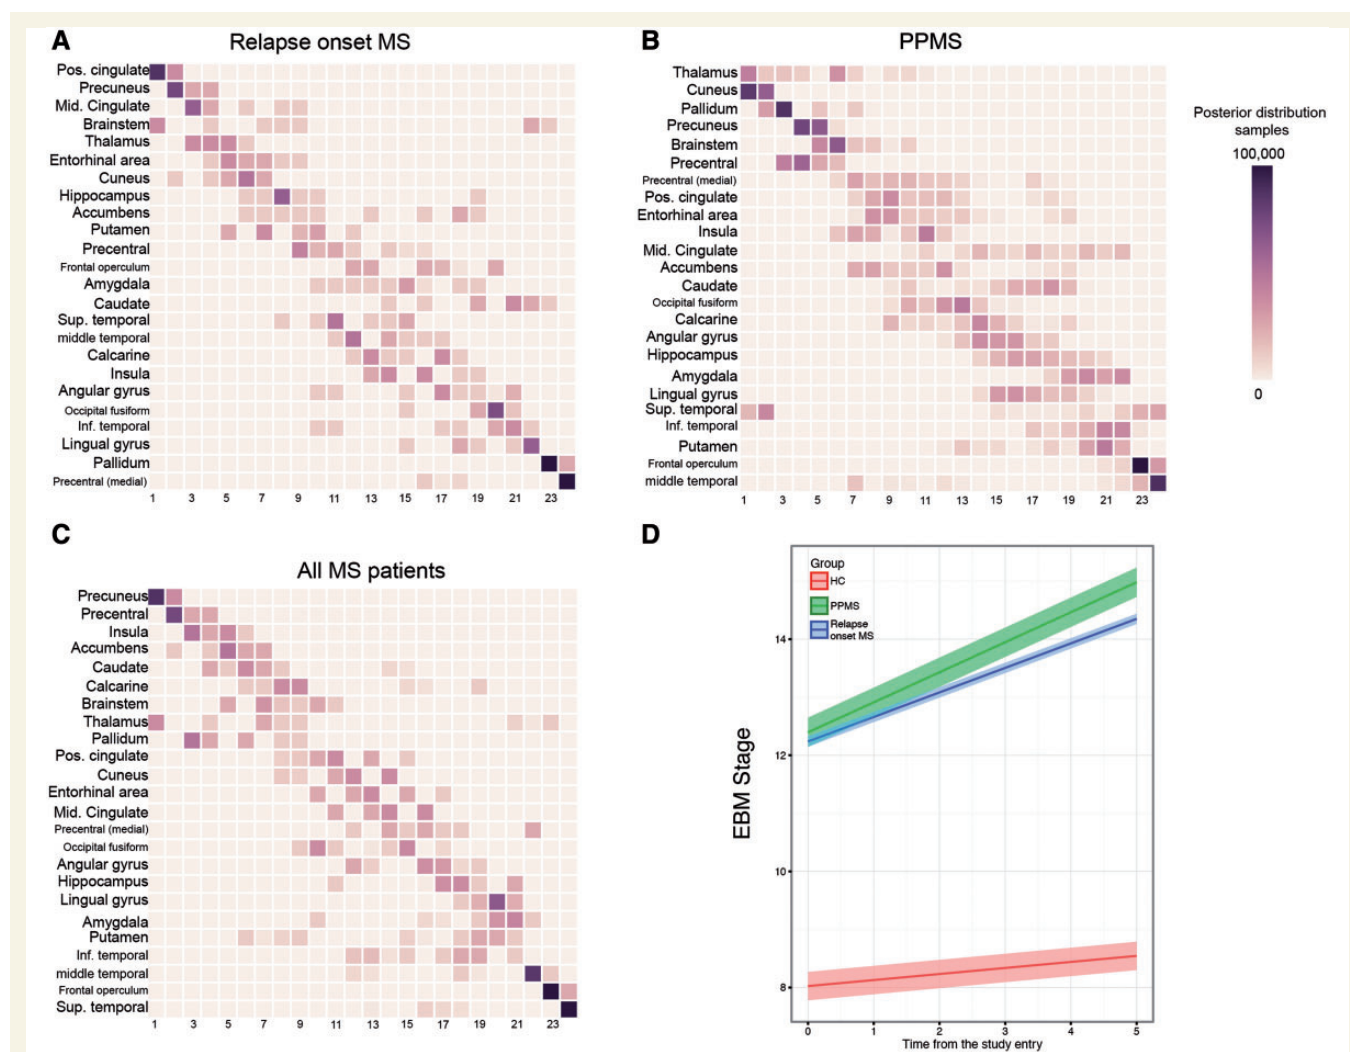 A
Relapse onset MS
Pos. cingulate
Precuneus
Mid. Cingulate
Brainstem
Thalamus
Entorhinal area
Cuneus
Hippocampus
Accumbens
Putamen
Precentral
Frontal operculum
Amygdala
Caudate
Sup. temporal
middle temporal
Calcarine
Insula
Angular gyrus
Occipital fusiform
Inf. temporal
Lingual gyrus
Pallidum
Precentral (medial)
1 3 5 7 9 11 13 15 17 19 21 23
B
PPMS
Thalamus
Cuneus
Pallidum
Precuneus
Brainstem
Precentral
Precentral (medial)
Pos. cingulate
Entorhinal area
Insula
Mid. Cingulate
Accumbens
Caudate
Occipital fusiform
Calcarine
Angular gyrus
Hippocampus
Amygdala
Lingual gyrus
Sup. temporal
Inf. temporal
Putamen
Frontal operculum
middle temporal
1 3 5 7 9 11 13 15 17 19 21 23
Posterior distribution
samples
100,000
0
C
All MS patients
Precuneus
Precentral
Insula
Accumbens
Caudate
Calcarine
Brainstem
Thalamus
Pallidum
Pos. cingulate
Cuneus
Entorhinal area
Mid. Cingulate
Precentral (medial)
Occipital fusiform
Angular gyrus
Hippocampus
Lingual gyrus
Amygdala
Putamen
Inf. temporal
middle temporal
Frontal operculum
Sup. temporal
1 3 5 7 9 11 13 15 17 19 21 23
D
Group
HC
PPMS
Relapse
onset MS
EBM Stage
14
12
10
8
0 1 2 3 4 5
Time from the study entry